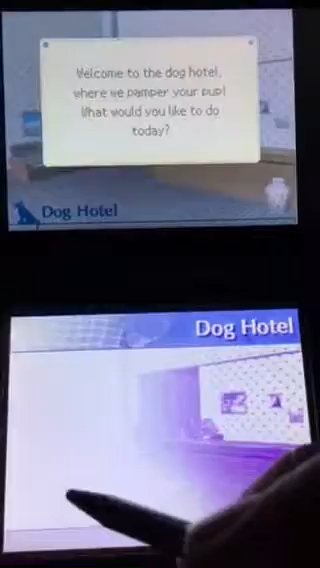 Welcome to the dog hotel,
where we pamper your pup!
What would you like to do
today?
Dog Hotel
Dog Hotel